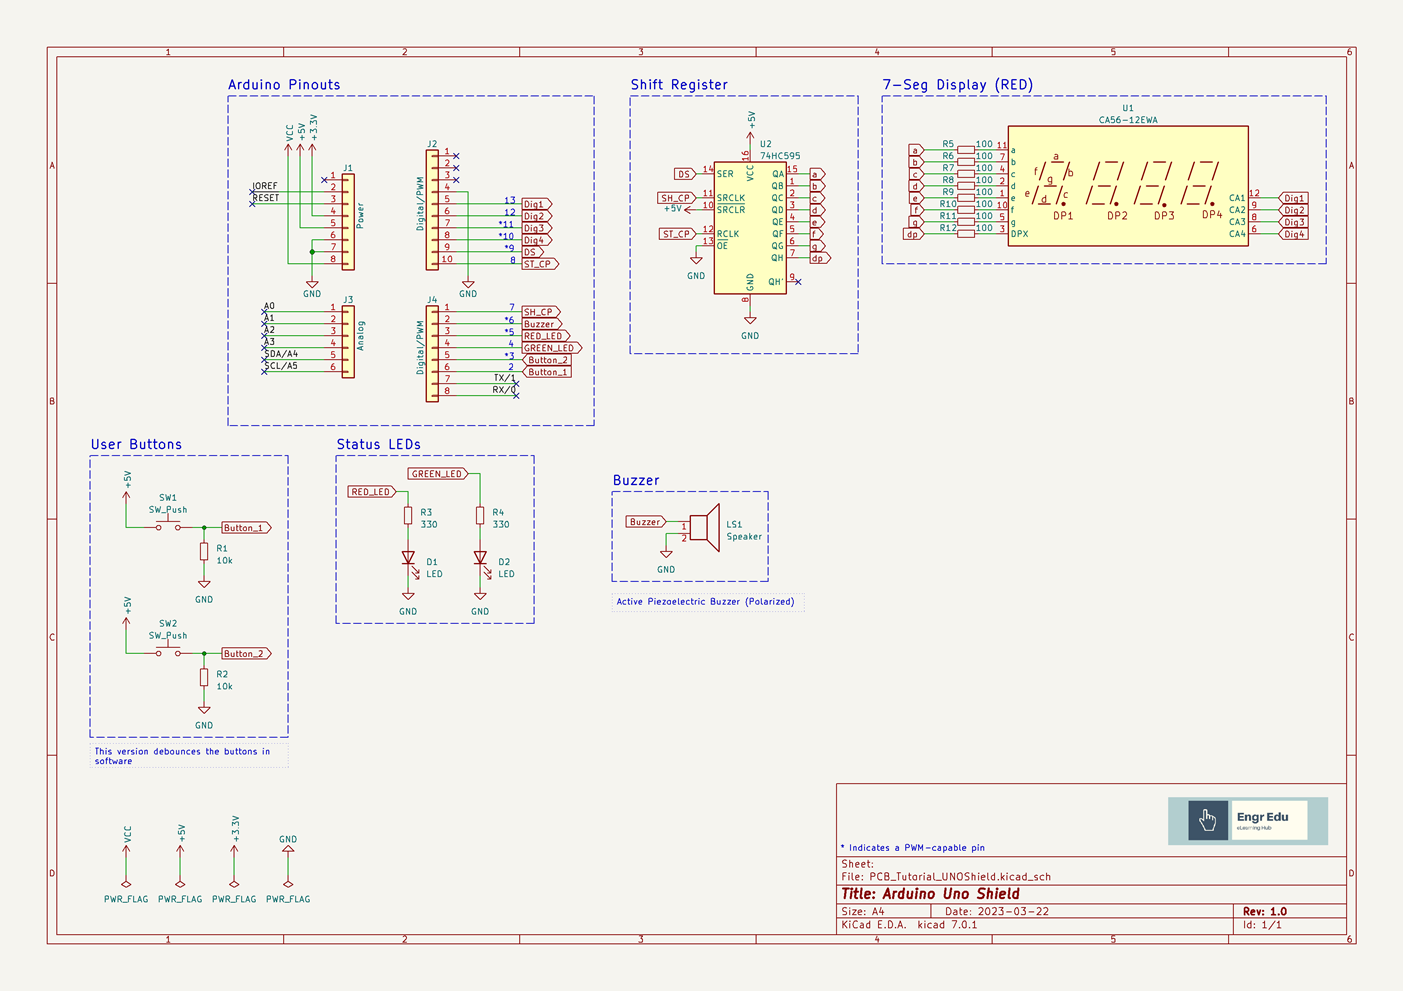 1 2 3 4 5 6
A A
B B
C C
D D
1 2 3 4 5 6
Arduino Pinouts
VCC
+5V
+3.3V
J1
Power
1
2
3
4
5
6
7
8
IOREF
RESET
GND
J2
Digital/PWM
1
2
3
4
5 13 Dig1
6 12 Dig2
7 *11 Dig3
8 *10 Dig4
9 *9 DS
10 8 ST_CP
GND
J3
Analog
A0 1
A1 2
A2 3
A3 4
SDA/A4 5
SCL/A5 6
J4
Digital/PWM
1 7 SH_CP
2 *6 Buzzer
3 *5 RED_LED
4 4 GREEN_LED
5 *3 Button_2
6 2 Button_1
7 TX/1
8 RX/0
Shift Register
+5V
U2
74HC595
16
VCC
DS 14 SER
SH_CP 11 SRCLK
+5V 10 SRCLR
ST_CP 12 RCLK
13 OE
GND
QA 15 a
QB 1 b
QC 2 c
QD 3 d
QE 4 e
QF 5 f
QG 6 g
QH 7 dp
QH' 9
GND
8
GND
7-Seg Display (RED)
U1
CA56-12EWA
a R5 100 11 a
b R6 100 7 b
c R7 100 4 c
d R8 100 2 d
e R9 100 1 e
f R10 100 10 f
g R11 100 5 g
dp R12 100 3 DPX
a
f b
g
e d c
DP1 DP2 DP3 DP4
CA1 12 Dig1
CA2 9 Dig2
CA3 8 Dig3
CA4 6 Dig4
User Buttons
+5V
SW1
SW_Push
Button_1
R1
10k
GND
+5V
SW2
SW_Push
Button_2
R2
10k
GND
This version debounces the buttons in
software
Status LEDs
GREEN_LED
RED_LED
R3
330
R4
330
D1
LED
D2
LED
GND GND
Buzzer
Buzzer
1
2
LS1
Speaker
GND
Active Piezoelectric Buzzer (Polarized)
VCC
+5V
+3.3V
GND
PWR_FLAG PWR_FLAG PWR_FLAG PWR_FLAG
Engr Edu
eLearning Hub
* Indicates a PWM-capable pin
Sheet:
File: PCB_Tutorial_UNOShield.kicad_sch
Title: Arduino Uno Shield
Size: A4 Date: 2023-03-22 Rev: 1.0
KiCad E.D.A. kicad 7.0.1 Id: 1/1